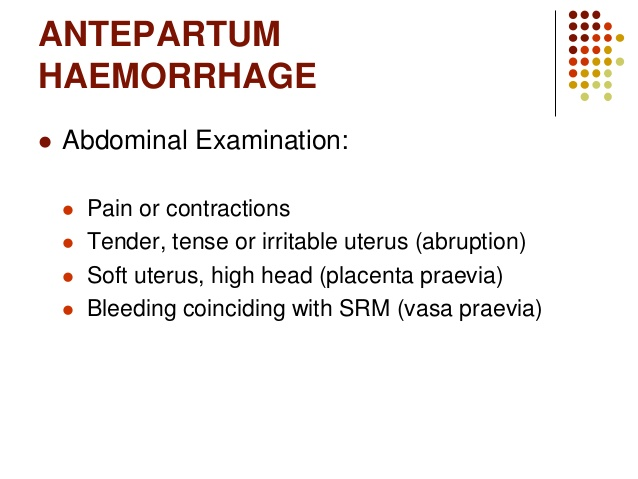 ANTEPARTUM
HAEMORRHAGE
Abdominal Examination:
Pain or contractions
Tender, tense or irritable uterus (abruption)
Soft uterus, high head (placenta praevia)
Bleeding coinciding with SRM (vasa praevia)